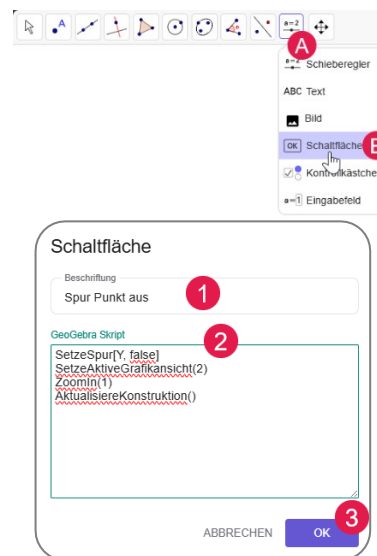 A
a=2
A
a=2
Schieberegler
ABC Text
Bild
OK Schaltfläche
Kontrollkästche
a=1 Eingabefeld
Schaltfläche
Beschriftung
Spur Punkt aus
1
GeoGebra Skript
2
SetzeSpur[Y, false]
SetzeAktiveGrafikansicht(2)
ZoomIn(1)
AktualisiereKonstruktion()
3
ABBRECHEN
OK